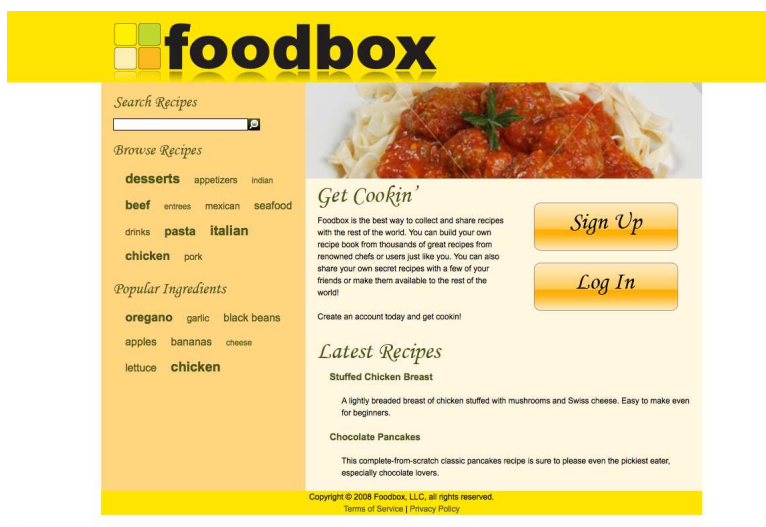 foodbox
Search Recipes
Browse Recipes
desserts appetizers indian
beef entrees mexican seafood
drinks pasta italian
chicken pork
Popular Ingredients
oregano garlic black beans
apples bananas cheese
lettuce chicken
Get Cookin'
Foodbox is the best way to collect and share recipes
with the rest of the world. You can build your own
recipe book from thousands of great recipes from
renowned chefs or users just like you. You can also
share your own secret recipes with a few of your
friends or make them available to the rest of the
world!
Create an account today and get cookin!
Sign Up
Log In
Latest Recipes
Stuffed Chicken Breast
A lightly breaded breast of chicken stuffed with mushrooms and Swiss cheese. Easy to make even
for beginners.
Chocolate Pancakes
This complete-from-scratch classic pancakes recipe is sure to please even the pickiest eater,
especially chocolate lovers.
Copyright © 2008 Foodbox, LLC, all rights reserved.
Terms of Service | Privacy Policy